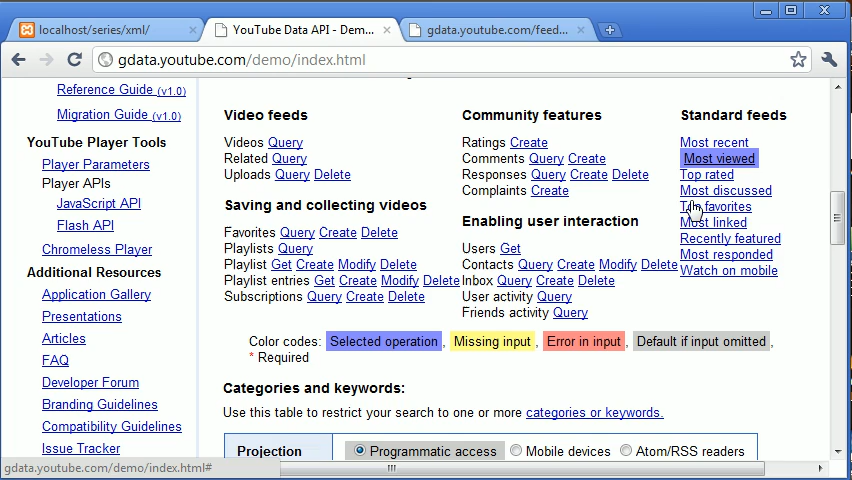 localhost/series/xml/
YouTube Data API - Dem...
gdata.youtube.com/feed...
gdata.youtube.com/demo/index.html
Reference Guide (v1.0)
Migration Guide (v1.0)
YouTube Player Tools
Player Parameters
Player APIs
JavaScript API
Flash API
Chromeless Player
Additional Resources
Application Gallery
Presentations
Articles
FAQ
Developer Forum
Branding Guidelines
Compatibility Guidelines
Issue Tracker
Video feeds
Videos Query
Related Query
Uploads Query Delete
Saving and collecting videos
Favorites Query Create Delete
Playlists Query
Playlist Get Create Modify Delete
Playlist entries Get Create Modify Delete
Subscriptions Query Create Delete
Community features
Ratings Create
Comments Query Create
Responses Query Create Delete
Complaints Create
Enabling user interaction
Users Get
Contacts Query Create Modify Delete
Inbox Query Create Delete
User activity Query
Friends activity Query
Standard feeds
Most recent
Most viewed
Top rated
Most discussed
Top favorites
Most linked
Recently featured
Most responded
Watch on mobile
Color codes: Selected operation, Missing input, Error in input, Default if input omitted,
* Required
Categories and keywords:
Use this table to restrict your search to one or more categories or keywords.
Projection
Programmatic access Mobile devices Atom/RSS readers
gdata.youtube.com/demo/index.html#